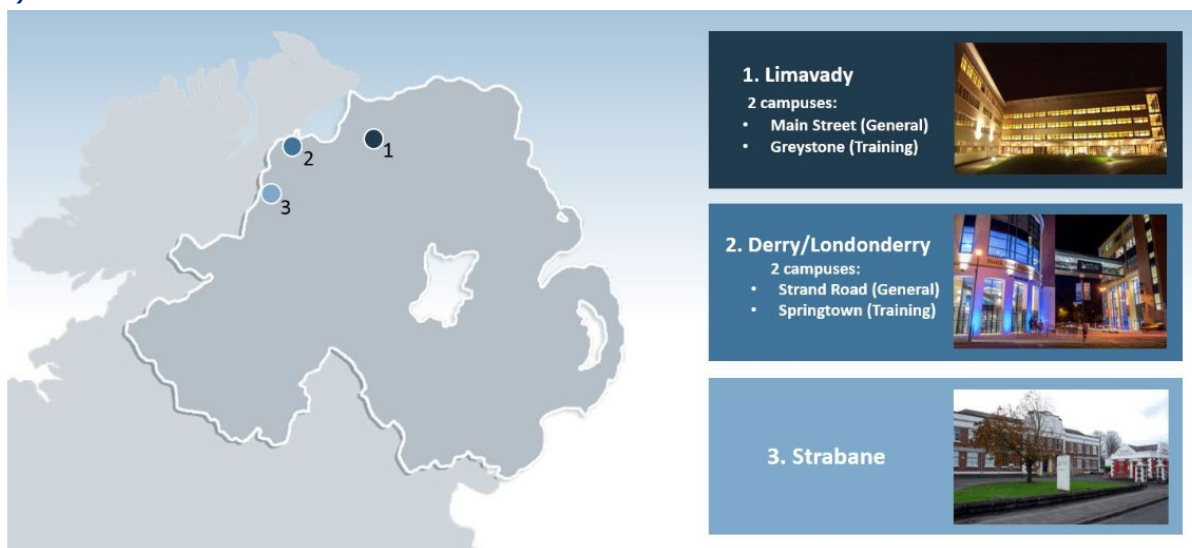 1
2
3
1. Limavady
2 campuses:
• Main Street (General)
• Greystone (Training)
2. Derry/Londonderry
2 campuses:
• Strand Road (General)
• Springtown (Training)
3. Strabane